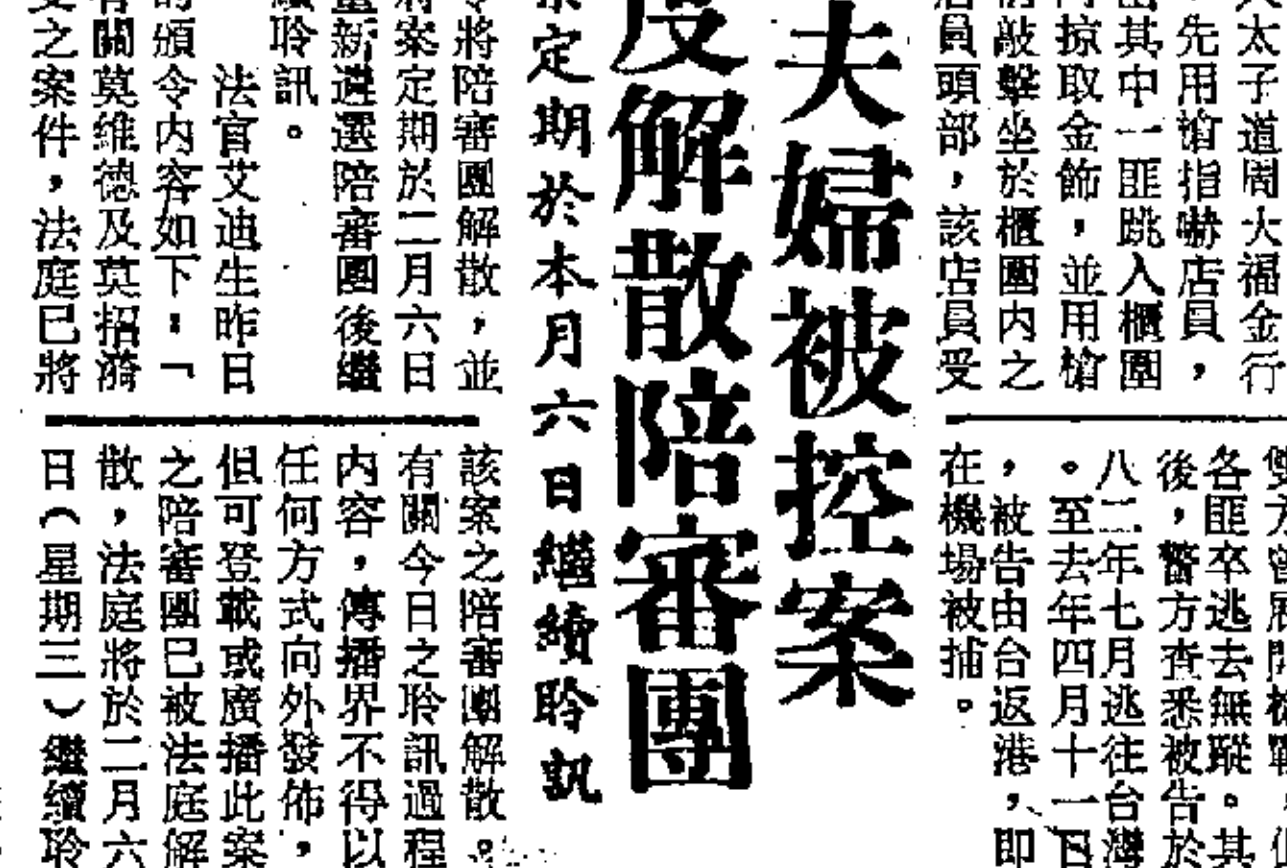 太子道周大福金行
先用槍指嚇店員，
其中一匪跳入櫃圍
掠取金飾，並用槍
敲擊坐於櫃圍內之
員頭部，該店員受
各匪卒逃去無蹤。其
後，警方查悉被告於
八二年七月逃往台灣
。至去年四月十一日
，被告由台返港，即
在機場被捕。
夫婦被控案
解散陪審團
定期於本月六日繼續聆訊
將陪審團解散，並
案定期於二月六日
重新遴選陪審團後繼
續聆訊。
法官艾迪生昨日
頒令內容如下：「
有關莫維德及莫招漪
之案件，法庭已將
該案之陪審團解散。
有關今日之聆訊過程
內容，傳播界不得以
任何方式向外發佈，
但可登載或廣播此案
之陪審團已被法庭解
散，法庭將於二月六
日（星期三）繼續聆